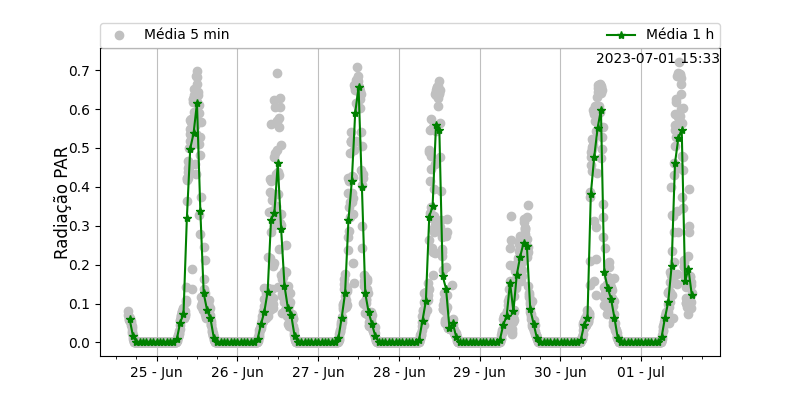 Média 5 min
Média 1 h
2023-07-01 15:33
Radiação PAR
0.7
0.6
0.5
0.4
0.3
0.2
0.1
0.0
25 - Jun
26 - Jun
27 - Jun
28 - Jun
29 - Jun
30 - Jun
01 - Jul